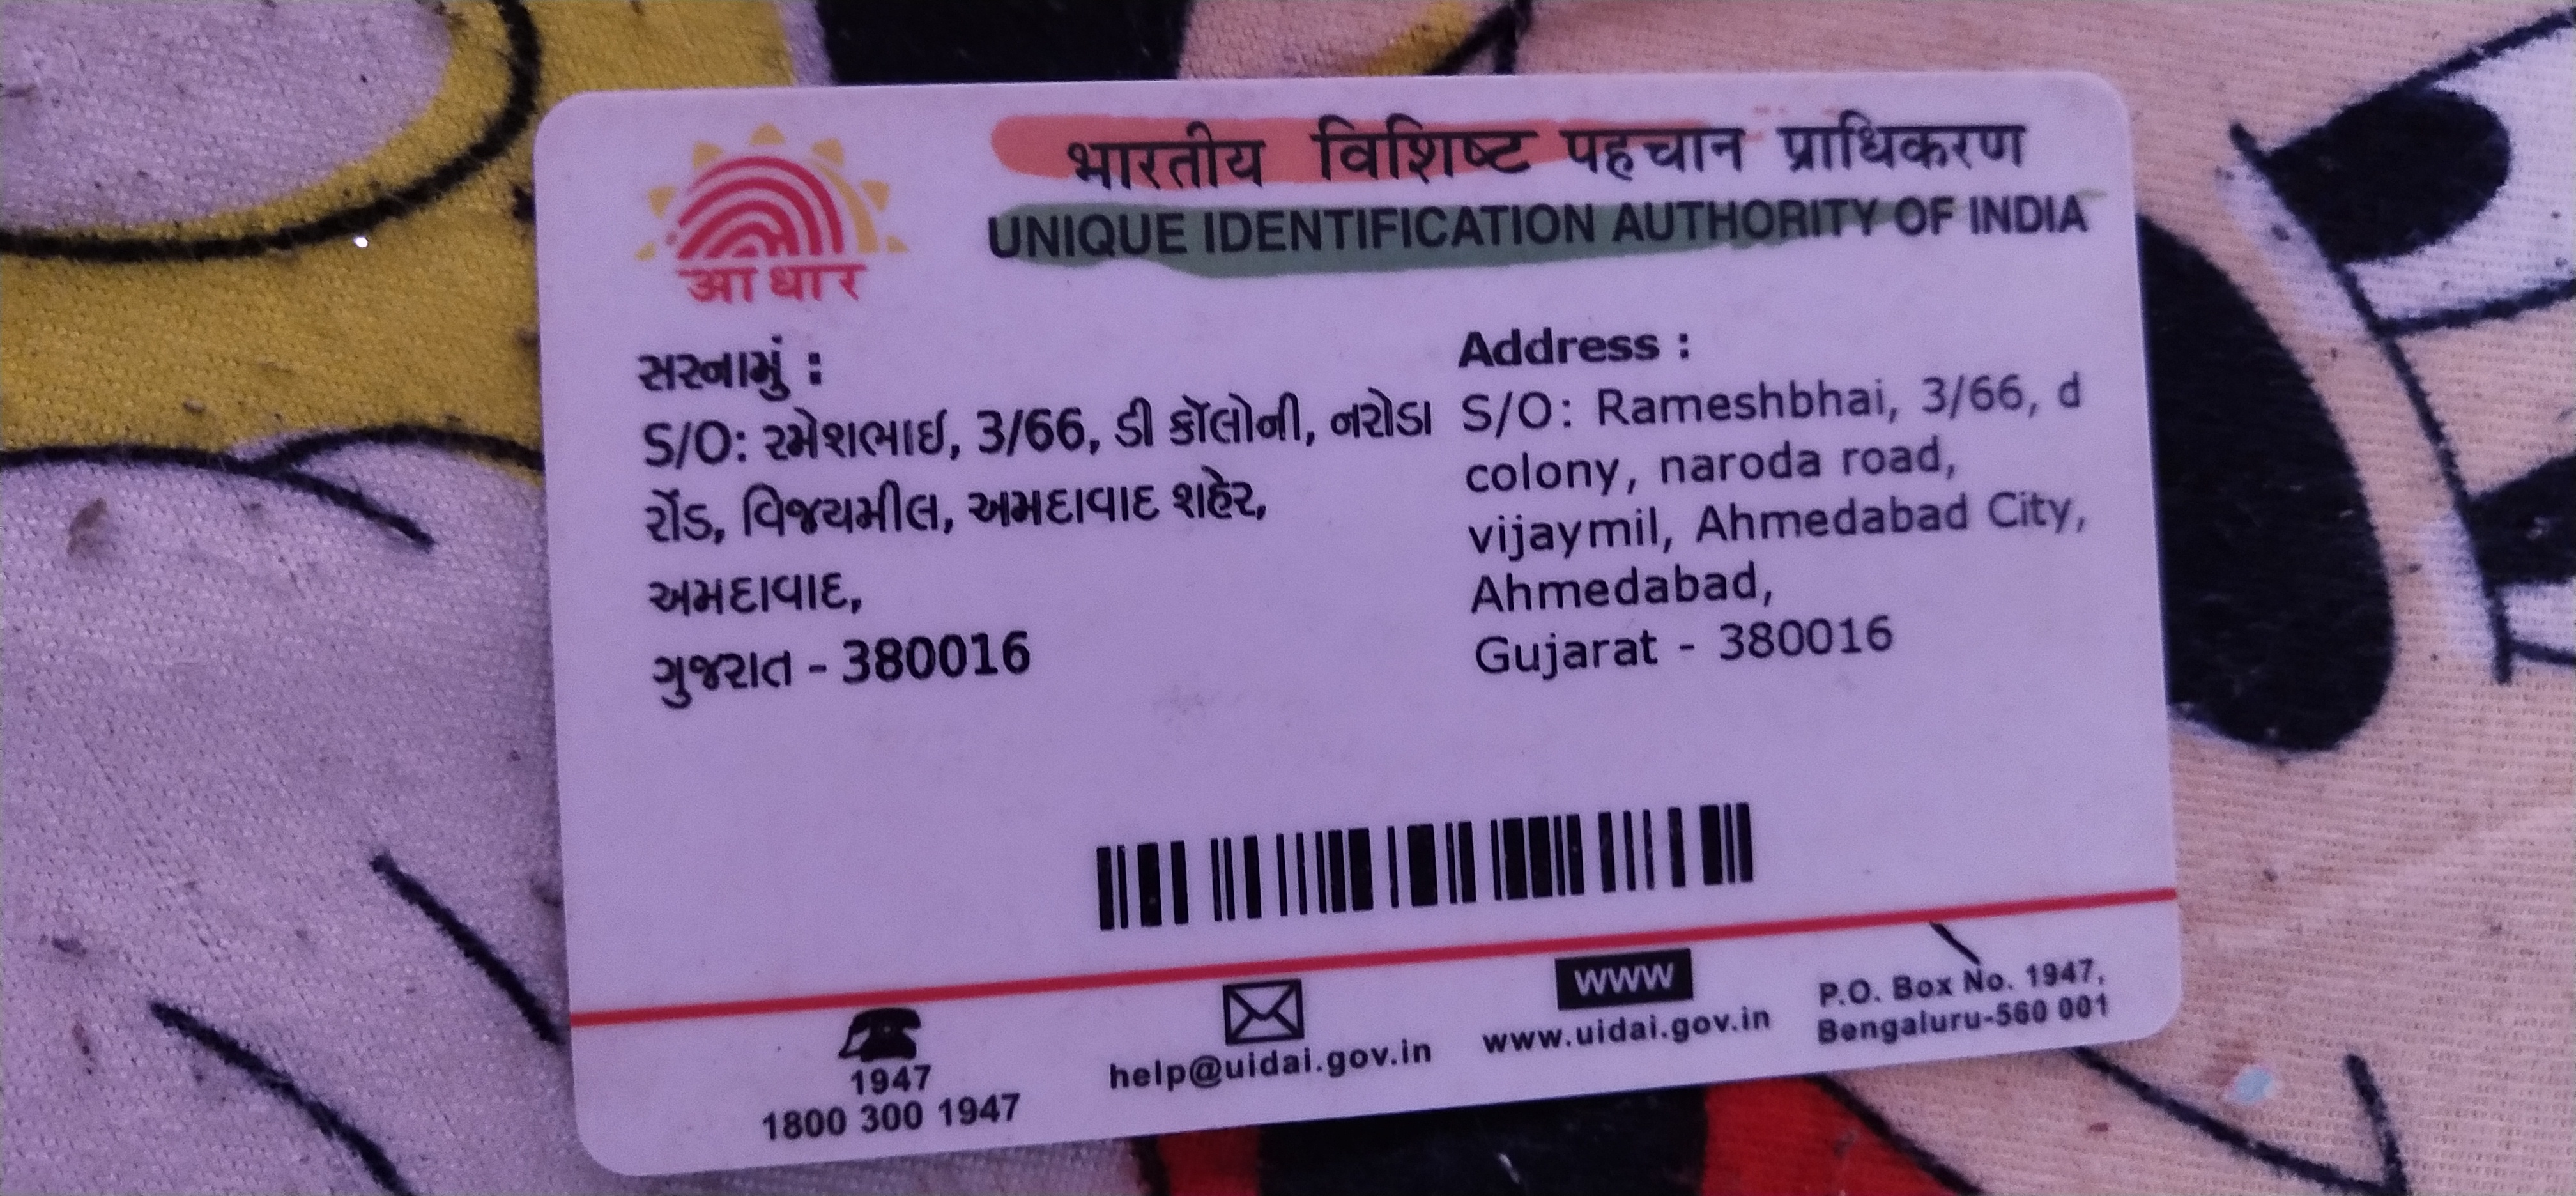 भारतीय विशिष्ट पहचान प्राधिकरण
UNIQUE IDENTIFICATION AUTHORITY OF INDIA
आधार
સરનામું :
S/O: રમેશભાઇ, 3/66, ડી કૉલોની, નરોડા
રૉડ, વિજયમીલ, અમદાવાદ શહેર,
અમદાવાદ,
ગુજરાત - 380016
Address :
S/O: Rameshbhai, 3/66, d
colony, naroda road,
vijaymil, Ahmedabad City,
Ahmedabad,
Gujarat - 380016
1947
1800 300 1947
help@uidai.gov.in
WWW
www.uidai.gov.in
P.O. Box No. 1947,
Bengaluru-560 001